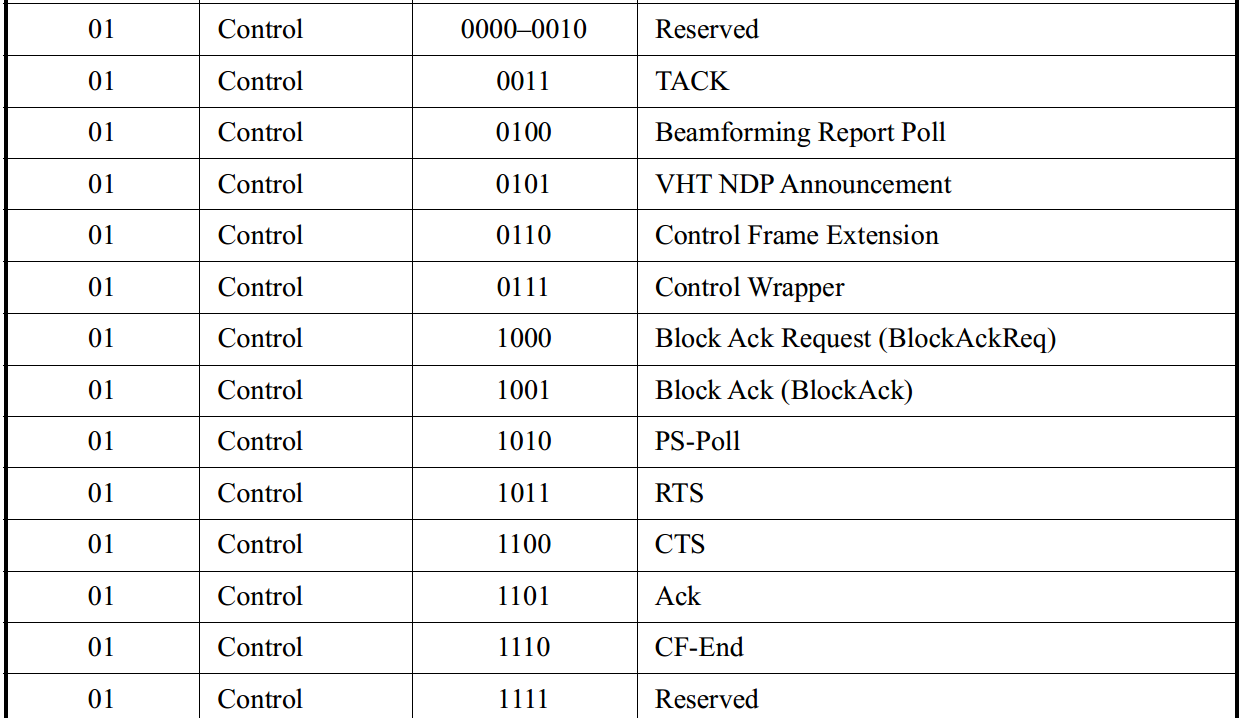 01 Control 0000–0010 Reserved
01 Control 0011 TACK
01 Control 0100 Beamforming Report Poll
01 Control 0101 VHT NDP Announcement
01 Control 0110 Control Frame Extension
01 Control 0111 Control Wrapper
01 Control 1000 Block Ack Request (BlockAckReq)
01 Control 1001 Block Ack (BlockAck)
01 Control 1010 PS-Poll
01 Control 1011 RTS
01 Control 1100 CTS
01 Control 1101 Ack
01 Control 1110 CF-End
01 Control 1111 Reserved